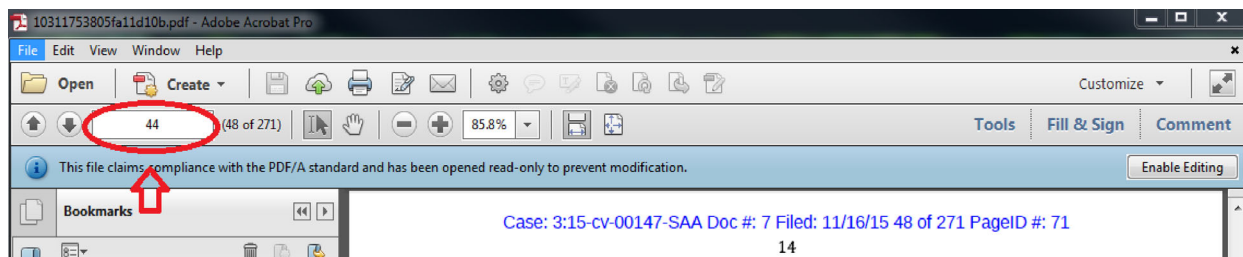 10311753805fa11d10b.pdf - Adobe Acrobat Pro
File Edit View Window Help
Open Create Customize
44 (48 of 271) 85.8% Tools Fill & Sign Comment
This file claims compliance with the PDF/A standard and has been opened read-only to prevent modification. Enable Editing
Bookmarks
Case: 3:15-cv-00147-SAA Doc #: 7 Filed: 11/16/15 48 of 271 PageID #: 71
14